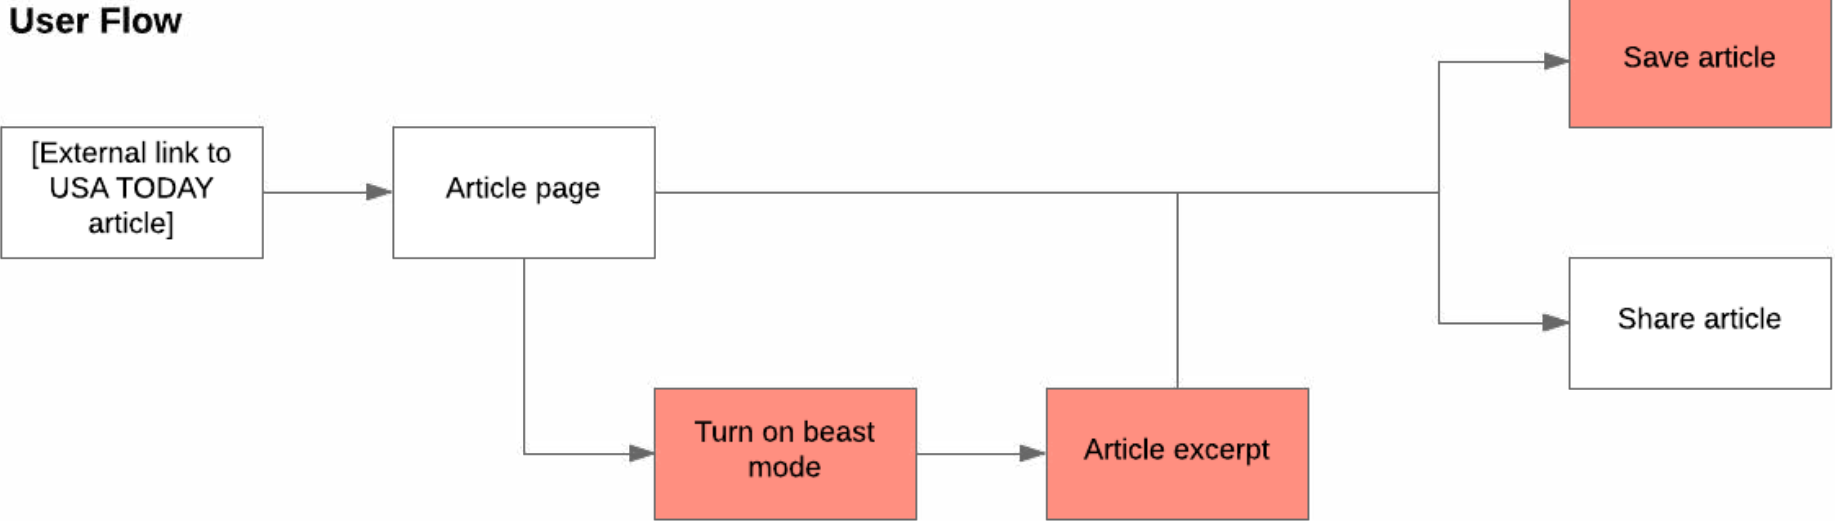 User Flow
Save article
[External link to
USA TODAY
article]
Article page
Share article
Turn on beast
mode
Article excerpt